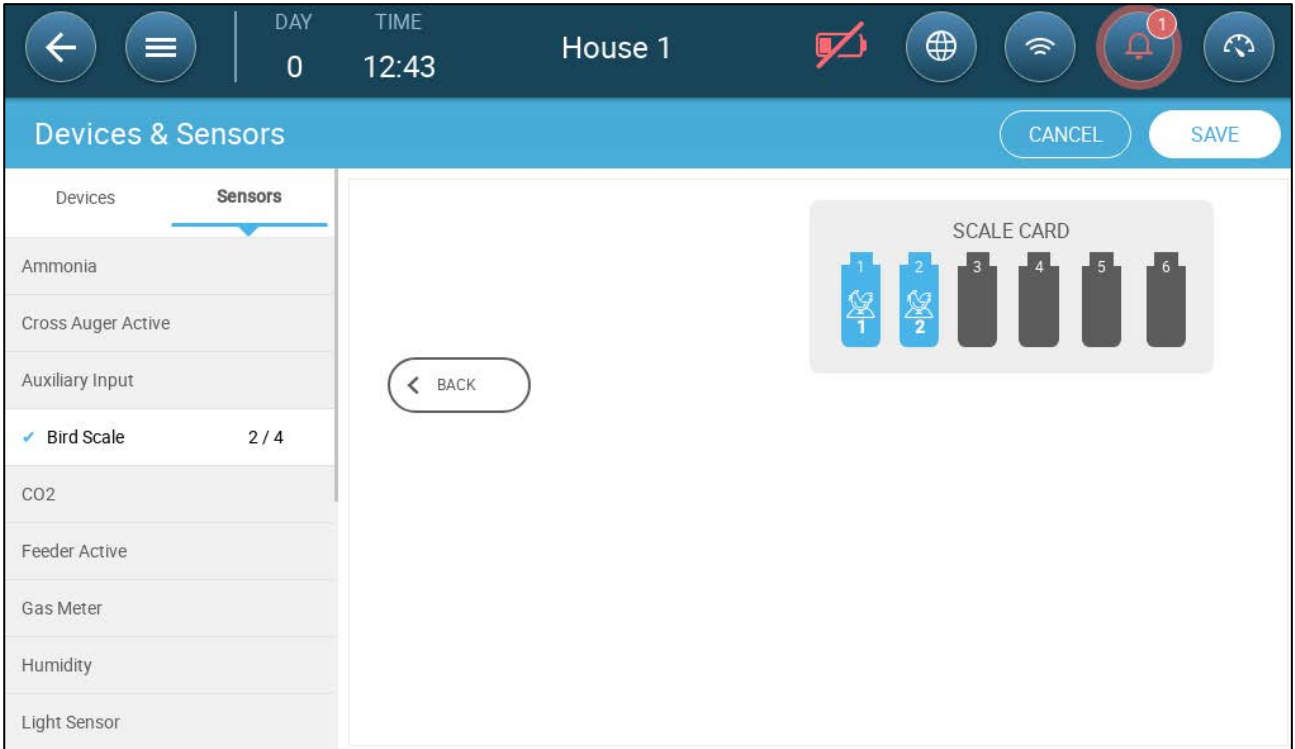 DAY TIME
0 12:43 House 1 1
Devices & Sensors CANCEL SAVE
Devices Sensors
Ammonia
Cross Auger Active
Auxiliary Input
Bird Scale 2 / 4
CO2
Feeder Active
Gas Meter
Humidity
Light Sensor
BACK
SCALE CARD
1 2 3 4 5 6
1 2